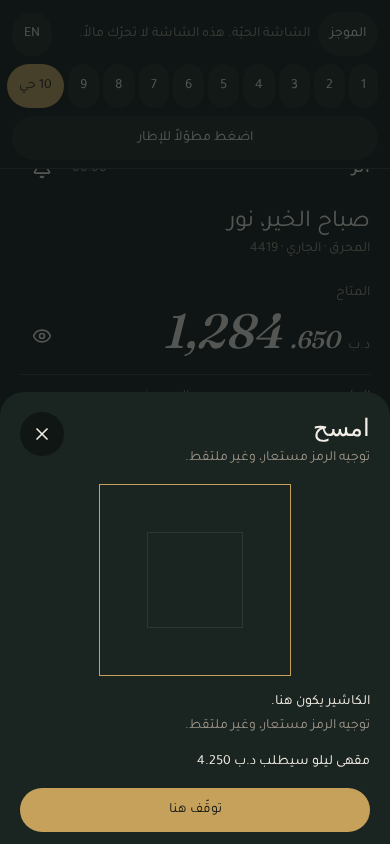 الموجز
الشاشة الحيّة. هذه الشاشة لا تحرّك مالاً.
EN
1 2 3 4 5 6 7 8 9 10 حي
اضغط مطوّلاً للإطار
صباح الخير، نور
المحرق · الجاري · 4419
المتاح
د.ب 1,284.650
امسح
توجيه الرمز مستعار، وغير ملتقط.
الكاشير يكون هنا.
توجيه الرمز مستعار، وغير ملتقط.
مقهى ليلو سيطلب د.ب 4.250
توقّف هنا